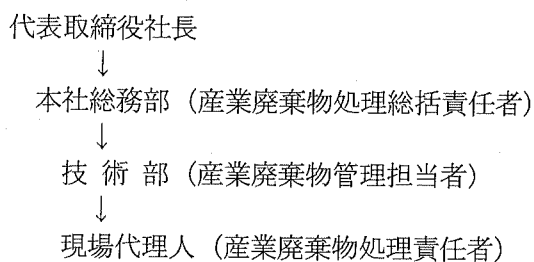 代表取締役社長
↓
本社総務部（産業廃棄物処理総括責任者）
↓
技術部（産業廃棄物管理担当者）
↓
現場代理人（産業廃棄物処理責任者）